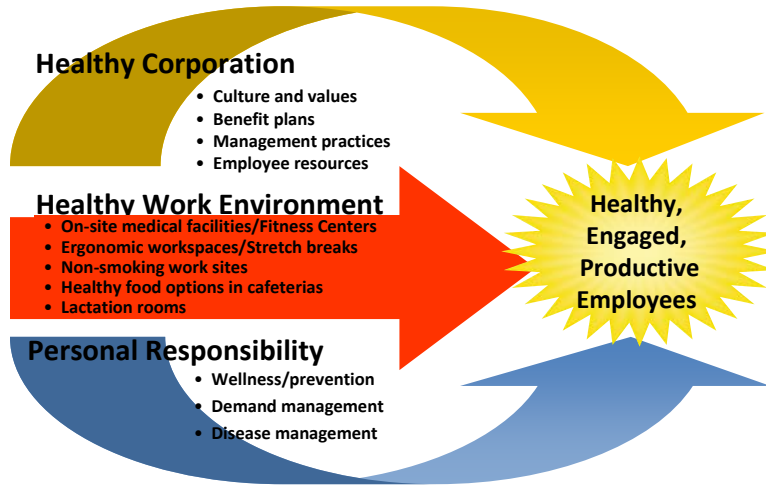 Healthy Corporation
• Culture and values
• Benefit plans
• Management practices
• Employee resources
Healthy Work Environment
• On-site medical facilities/Fitness Centers
• Ergonomic workspaces/Stretch breaks
• Non-smoking work sites
• Healthy food options in cafeterias
• Lactation rooms
Personal Responsibility
• Wellness/prevention
• Demand management
• Disease management
Healthy,
Engaged,
Productive
Employees